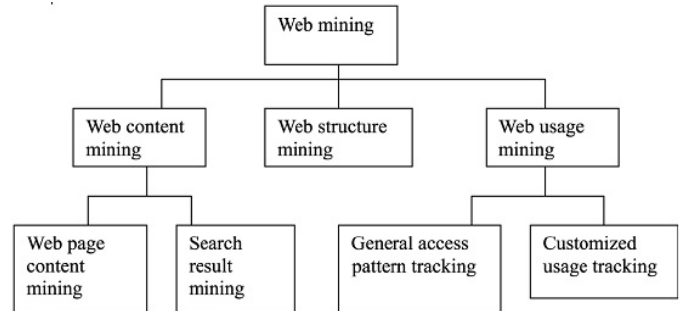 Web mining
Web content
mining
Web structure
mining
Web usage
mining
Web page
content
mining
Search
result
mining
General access
pattern tracking
Customized
usage tracking